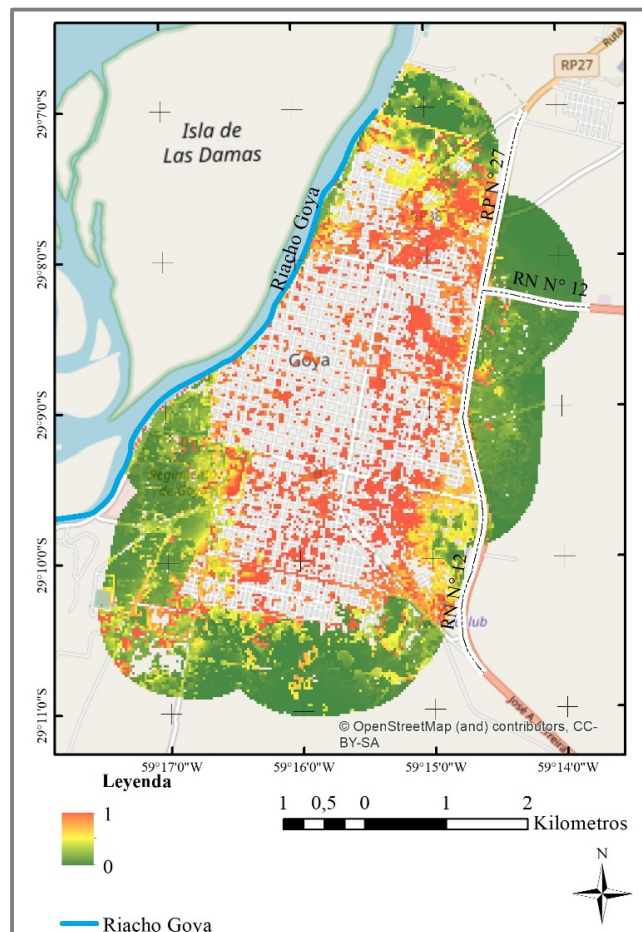 RP27
Ruta
29°7'0"S
Isla de
Las Damas
RP N° 27
Riacho Goya
29°8'0"S
RN N° 12
Goya
29°9'0"S
29°10'0"S
RN N° 12
29°11'0"S
© OpenStreetMap (and) contributors, CC-
BY-SA
59°17'0"W 59°16'0"W 59°15'0"W 59°14'0"W
Leyenda
1
0
1 0,5 0 1 2
Kilometros
N
Riacho Goya